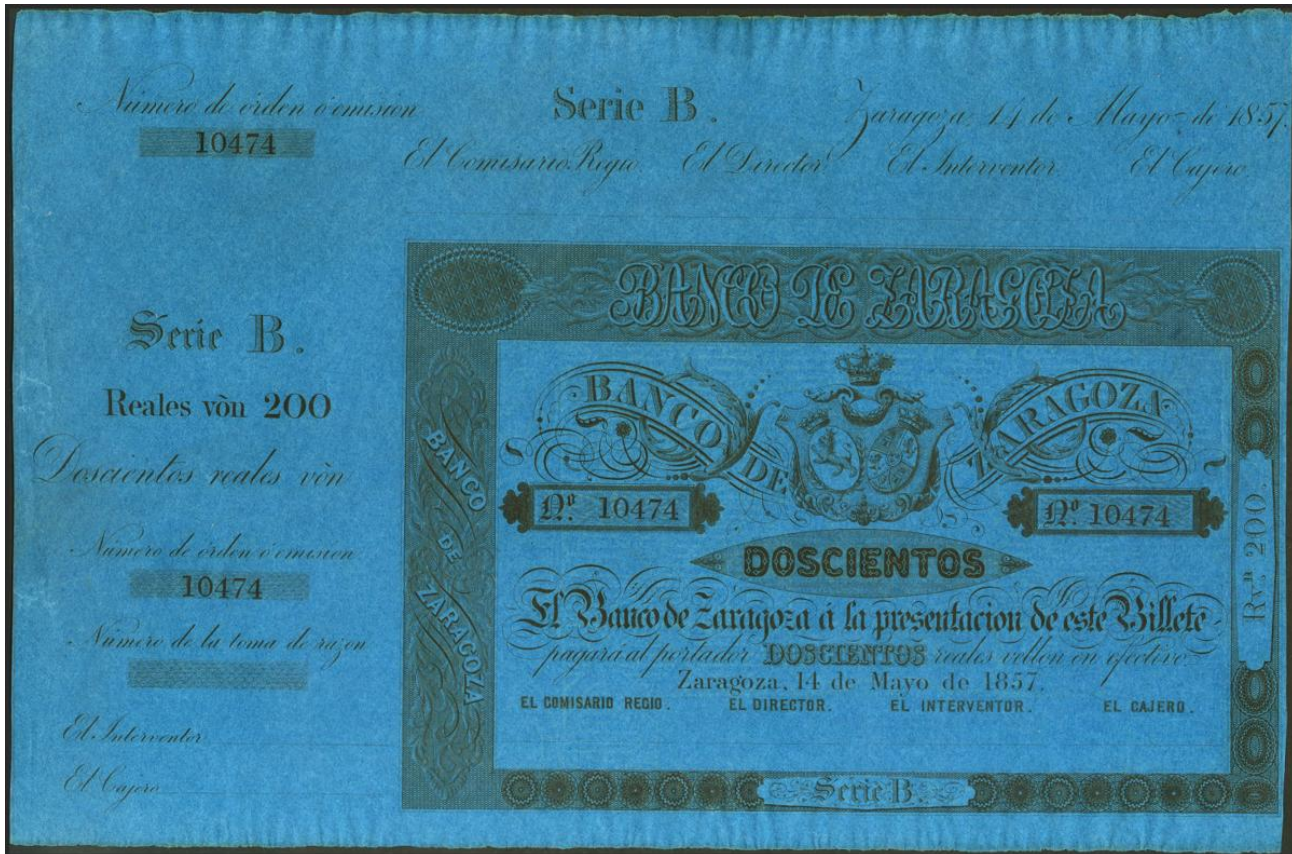 Número de órden ó emision
10474
Serie B.
Zaragoza 14 de Mayo de 1857.
El Comisario Regio. El Director. El Interventor. El Cajero.
Serie B.
Reales vòn 200
Doscientos reales vòn
Número de órden ó emision
10474
Número de la toma de razon
El Interventor
El Cajero
BANCO DE ZARAGOZA
BANCO DE ZARAGOZA
BANCO DE ZARAGOZA
Nº. 10474
Nº. 10474
DOSCIENTOS
El Banco de Zaragoza á la presentacion de este Billete
pagará al portador DOSCIENTOS reales vellon en efectivo
Zaragoza, 14 de Mayo de 1857.
EL COMISARIO REGIO. EL DIRECTOR. EL INTERVENTOR. EL CAJERO.
Rv.ⁿ 200.
Serie B.